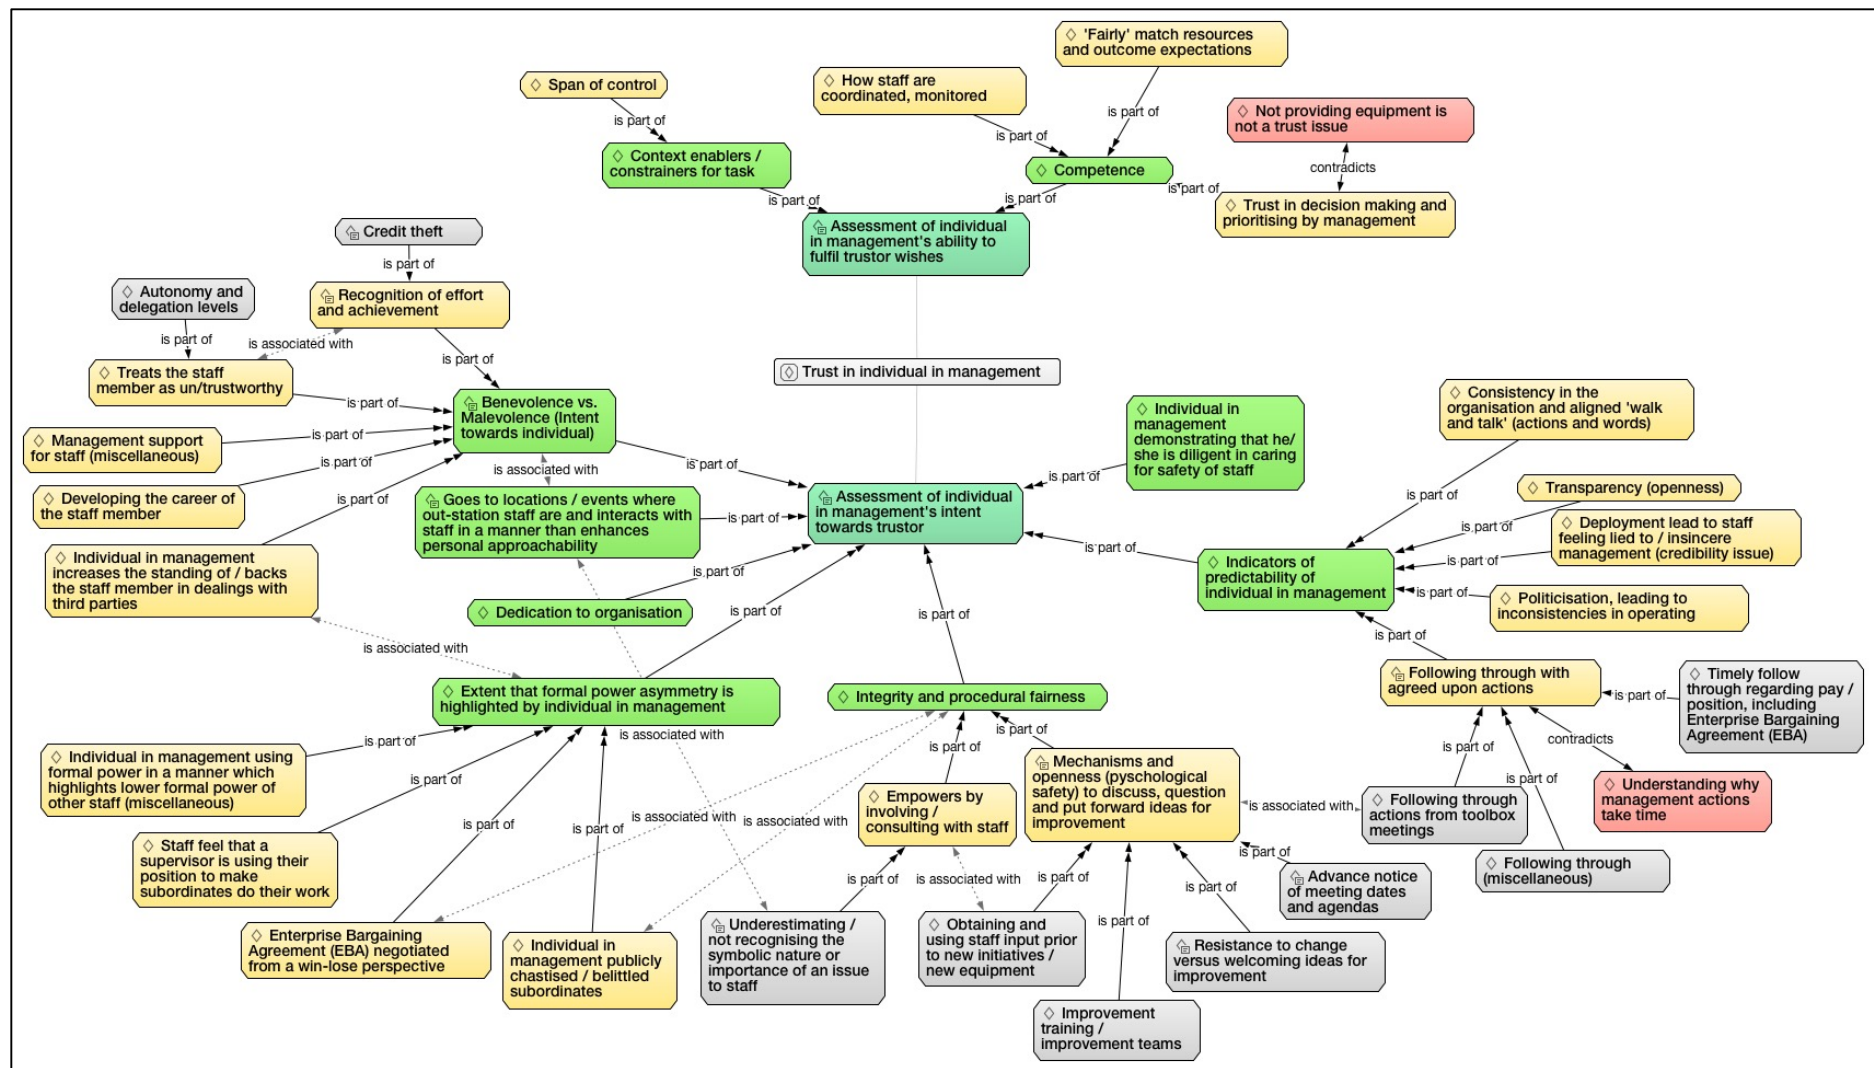 'Fairly' match resources
and outcome expectations
How staff are
coordinated, monitored
Span of control
Not providing equipment is
not a trust issue
is part of
is part of
is part of
contradicts
Context enablers /
constrainers for task
Competence
is part of
is part of
is part of
Trust in decision making and
prioritising by management
Assessment of individual
in management's ability to
fulfil trustor wishes
Credit theft
is part of
Autonomy and
delegation levels
Recognition of effort
and achievement
is part of
is associated with
is part of
Treats the staff
member as un/trustworthy
Trust in individual in management
is part of
Benevolence vs.
Malevolence (Intent
towards individual)
Management support
for staff (miscellaneous)
is part of
is part of
is associated with
is part of
Developing the career of
the staff member
is part of
Goes to locations / events where
out-station staff are and interacts with
staff in a manner than enhances
personal approachability
is part of
Assessment of individual
in management's intent
towards trustor
Individual in
management
demonstrating that he/
she is diligent in caring
for safety of staff
is part of
Consistency in the
organisation and aligned 'walk
and talk' (actions and words)
is part of
Transparency (openness)
is part of
Deployment lead to staff
feeling lied to / insincere
management (credibility issue)
is part of
is part of
Indicators of
predictability of
individual in management
is part of
Politicisation, leading to
inconsistencies in operating
Individual in management
increases the standing of / backs
the staff member in dealings with
third parties
is part of
Dedication to organisation
is part of
is part of
is part of
is associated with
Extent that formal power asymmetry is
highlighted by individual in management
Integrity and procedural fairness
Following through with
agreed upon actions
is part of
Timely follow
through regarding pay /
position, including
Enterprise Bargaining
Agreement (EBA)
is part of
is associated with
is part of
is part of
is part of
contradicts
Individual in management using
formal power in a manner which
highlights lower formal power of
other staff (miscellaneous)
is part of
Mechanisms and
openness (pyschological
safety) to discuss, question
and put forward ideas for
improvement
Empowers by
involving /
consulting with staff
is associated with
is part of
Following through
actions from toolbox
meetings
Understanding why
management actions
take time
is associated with
is associated with
is part of
is part of
Staff feel that a
supervisor is using their
position to make
subordinates do their work
is part of
Following through
(miscellaneous)
is part of
is associated with
is part of
is part of
Advance notice
of meeting dates
and agendas
Enterprise Bargaining
Agreement (EBA) negotiated
from a win-lose perspective
Individual in
management publicly
chastised / belittled
subordinates
Underestimating /
not recognising the
symbolic nature or
importance of an issue
to staff
Obtaining and
using staff input prior
to new initiatives /
new equipment
is part of
Resistance to change
versus welcoming ideas for
improvement
Improvement
training /
improvement teams